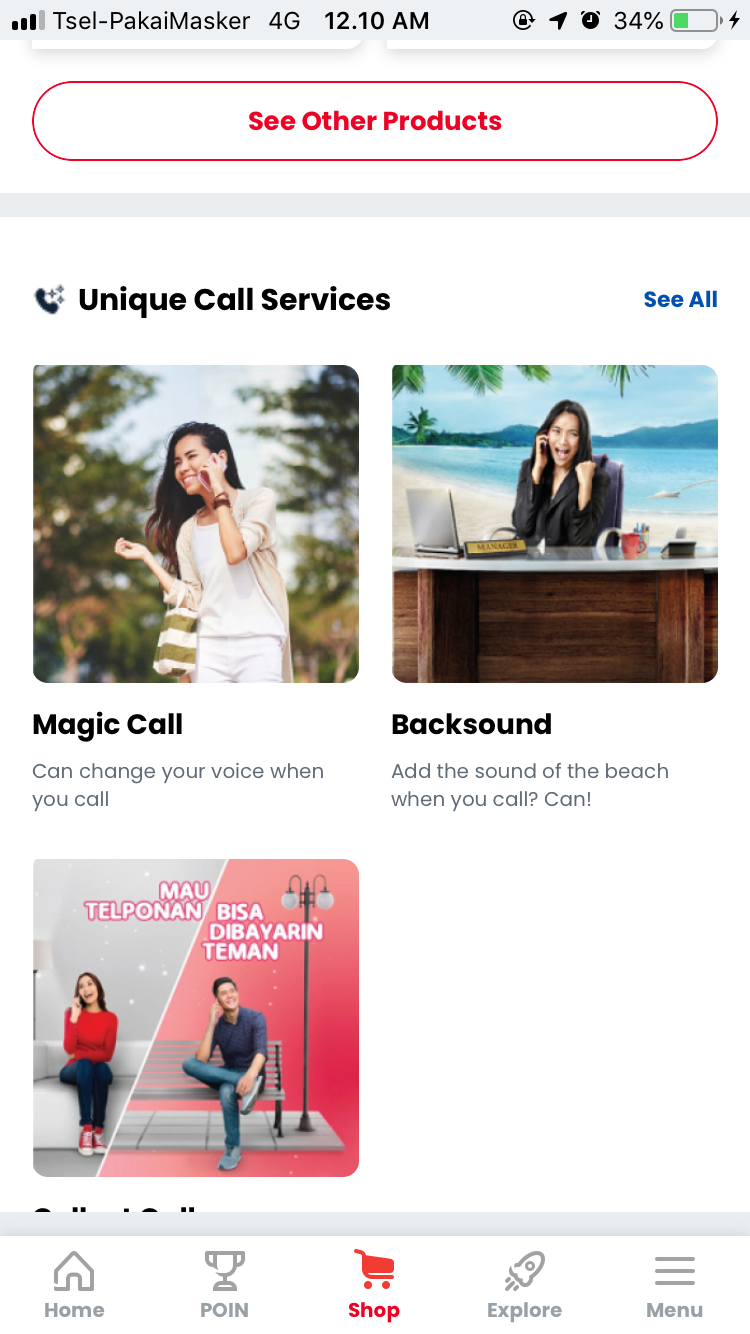 Tsel-PakaiMasker 4G 12.10 AM 34%
See Other Products
Unique Call Services
See All
MANAGER
Magic Call
Can change your voice when
you call
Backsound
Add the sound of the beach
when you call? Can!
MAU
TELPONAN
BISA
DIBAYARIN
TEMAN
Home
POIN
Shop
Explore
Menu